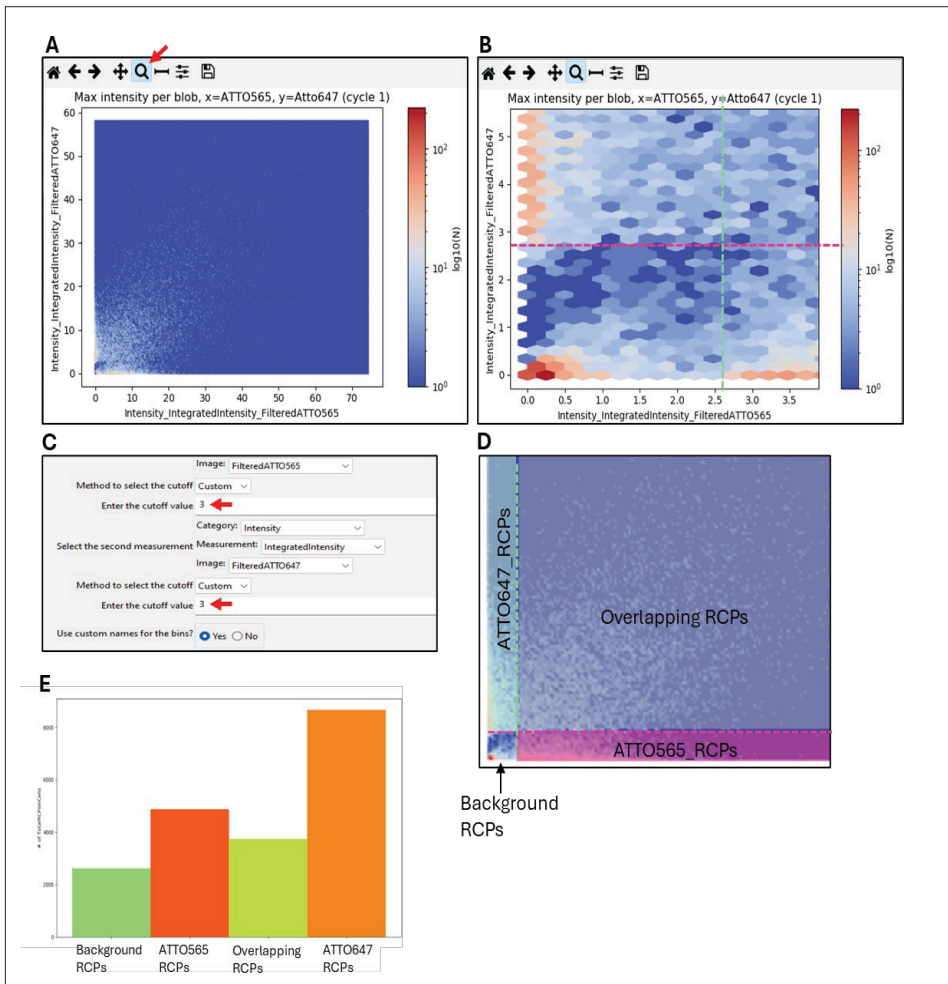 A
Max intensity per blob, x=ATTO565, y=Atto647 (cycle 1)
Intensity_IntegratedIntensity_FilteredATTO647
60
50
40
30
20
10
0
0 10 20 30 40 50 60 70
Intensity_IntegratedIntensity_FilteredATTO565
10²
10¹
10⁰
log10(N)
B
Max intensity per blob, x=ATTO565, y=Atto647 (cycle 1)
Intensity_IntegratedIntensity_FilteredATTO647
5
4
3
2
1
0
0.0 0.5 1.0 1.5 2.0 2.5 3.0 3.5
Intensity_IntegratedIntensity_FilteredATTO565
10²
10¹
10⁰
log10(N)
C
Image: FilteredATTO565
Method to select the cutoff Custom
Enter the cutoff value 3
Category: Intensity
Select the second measurement Measurement: IntegratedIntensity
Image: FilteredATTO647
Method to select the cutoff Custom
Enter the cutoff value 3
Use custom names for the bins? Yes No
D
ATTO647_RCPs
Overlapping RCPs
ATTO565_RCPs
Background
RCPs
E
8000
6000
4000
2000
0
Background ATTO565 Overlapping ATTO647
RCPs RCPs RCPs RCPs